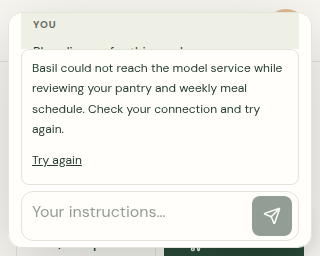 YOU
Basil could not reach the model service while
reviewing your pantry and weekly meal
schedule. Check your connection and try
again.
Try again
Your instructions...